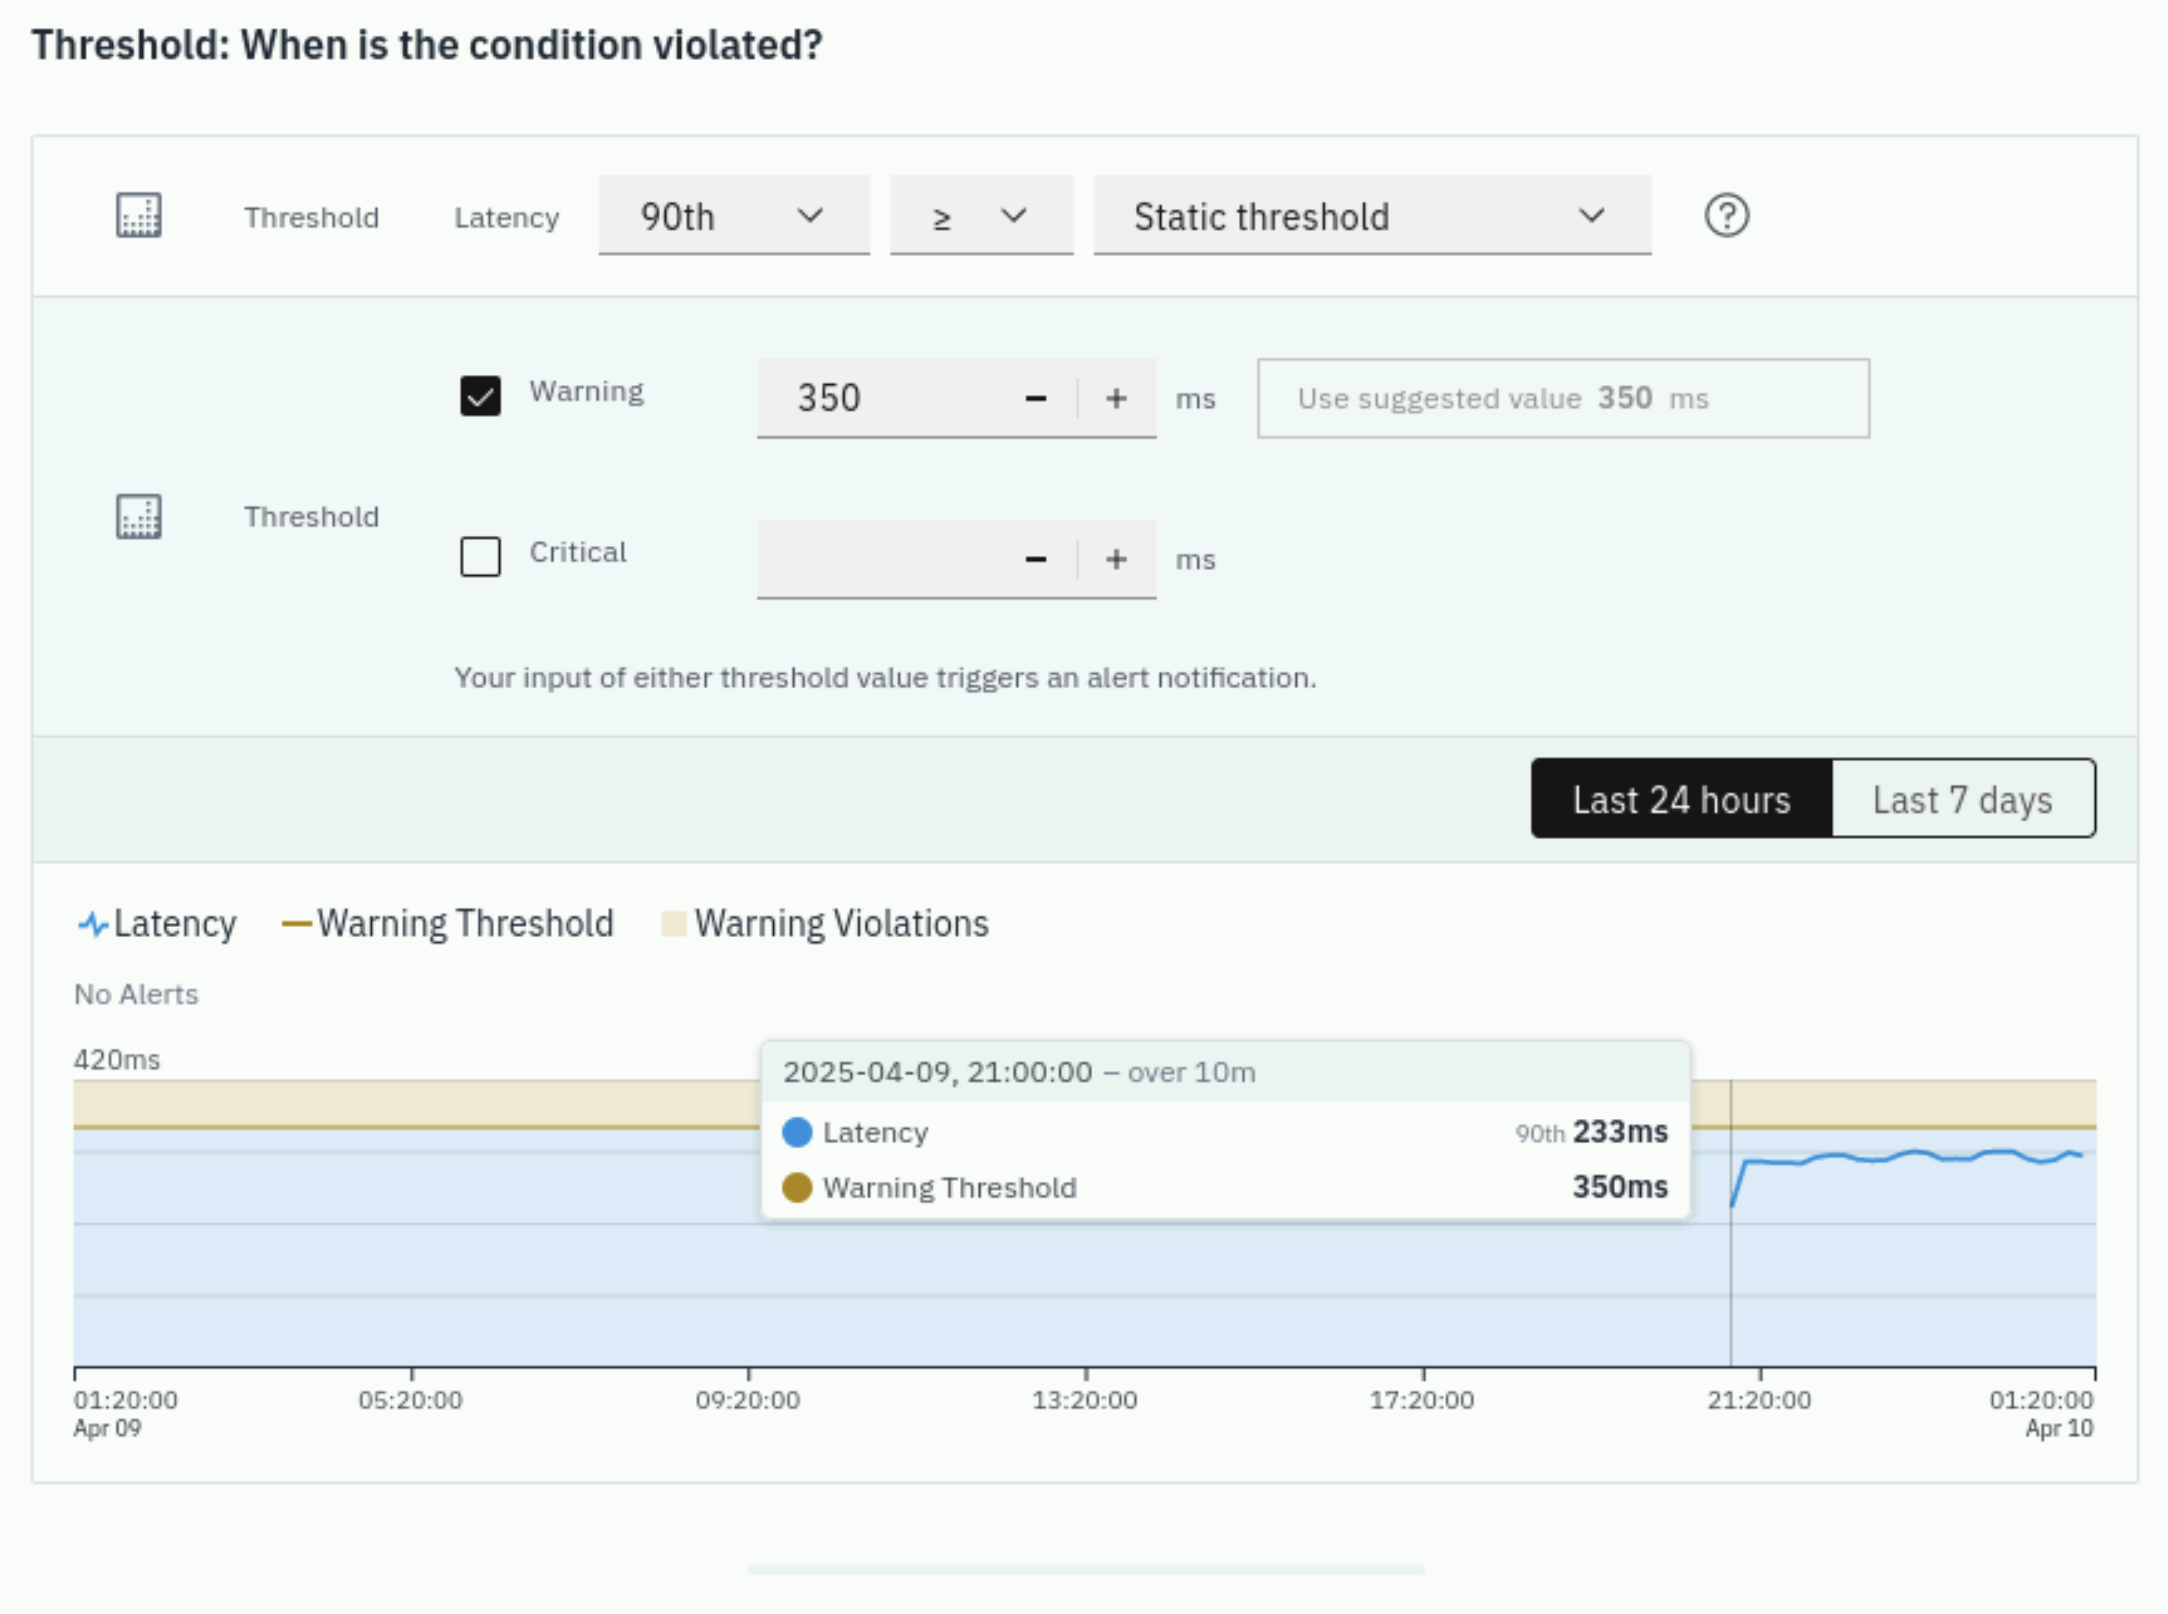 Threshold: When is the condition violated?
Threshold Latency 90th ≥ Static threshold ?
Warning 350 − + ms Use suggested value 350 ms
Threshold
Critical − + ms
Your input of either threshold value triggers an alert notification.
Last 24 hours Last 7 days
Latency Warning Threshold Warning Violations
No Alerts
420ms
2025-04-09, 21:00:00 – over 10m
Latency 90th 233ms
Warning Threshold 350ms
01:20:00 05:20:00 09:20:00 13:20:00 17:20:00 21:20:00 01:20:00
Apr 09 Apr 10